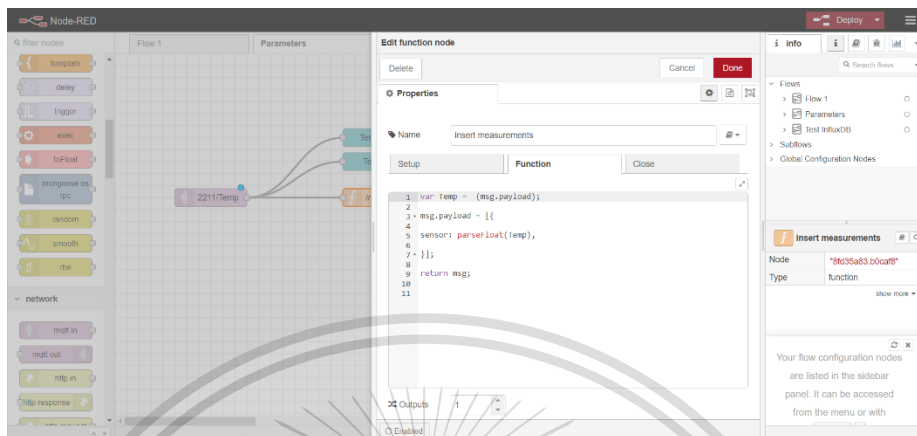 Node-RED
Deploy
filter nodes
Flow 1
Parameters
template
delay
trigger
exec
toFloat
mongoose os
rpc
random
smooth
rbe
network
mqtt in
mqtt out
http in
http response
2211/Temp
Te
Edit function node
Delete
Cancel
Done
Properties
Name
Insert measurements
Setup
Function
Close
1 var Temp = (msg.payload);
2
3 msg.payload = [{
4
5 sensor: parseFloat(Temp),
6
7 }];
8
9 return msg;
10
11
Outputs
1
Enabled
i info
i
Search flows
Flows
Flow 1
Parameters
Test InfluxDB
Subflows
Global Configuration Nodes
Insert measurements
Node
"8fd35a83.b0caf8"
Type
function
show more
Your flow configuration nodes
are listed in the sidebar
panel. It can be accessed
from the menu or with